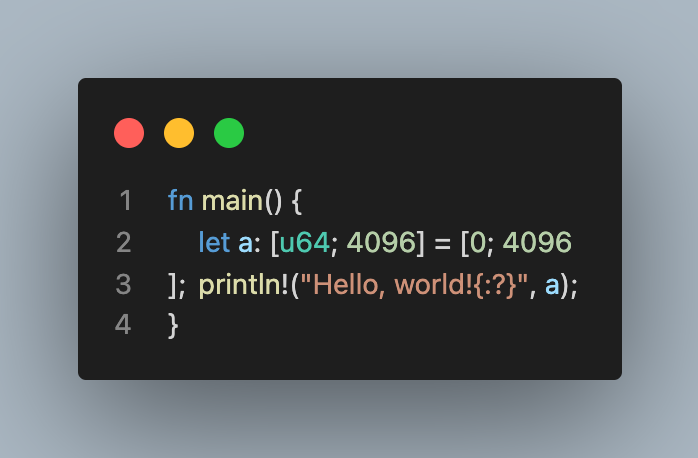 1 fn main() {
2 let a: [u64; 4096] = [0; 4096
3 ]; println!("Hello, world!{:?}", a);
4 }